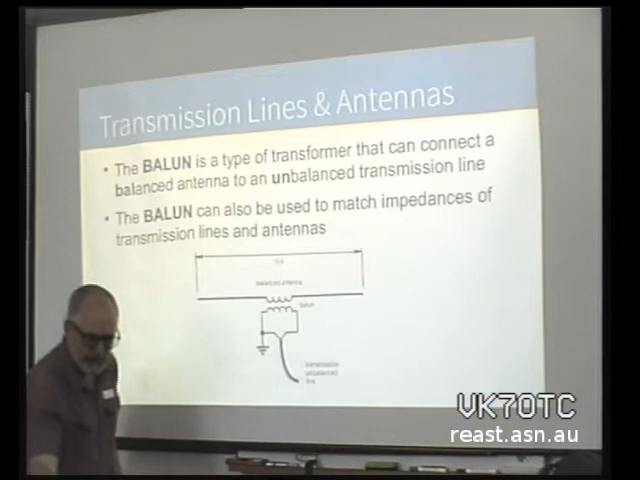 Transmission Lines & Antennas
• The BALUN is a type of transformer that can connect a
balanced antenna to an unbalanced transmission line
• The BALUN can also be used to match impedances of
transmission lines and antennas
balanced antenna
balun
transmission
unbalanced
line
VK7OTC
reast.asn.au